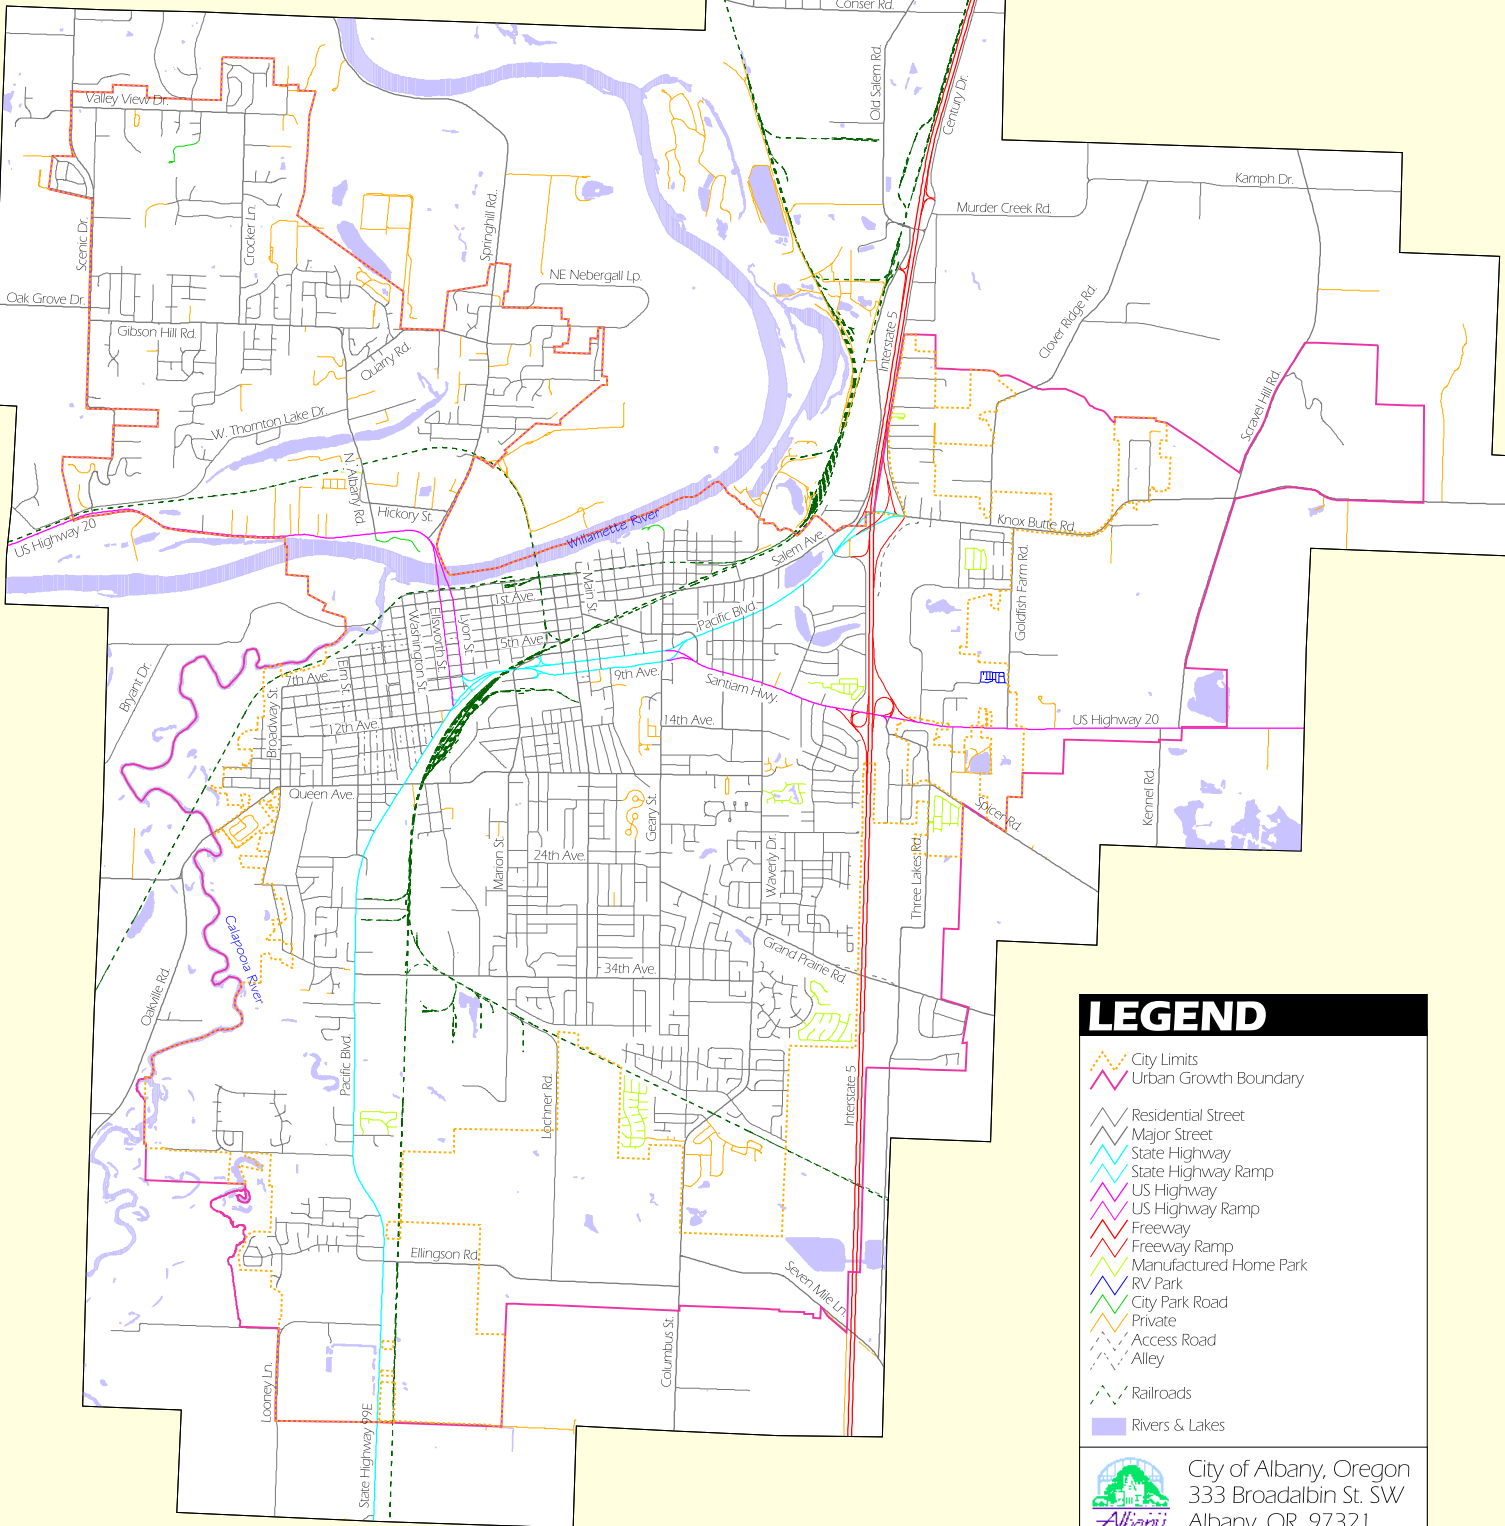 Conser Rd.
Old Salem Rd.
Century Dr.
Valley View Dr.
Kamph Dr.
Murder Creek Rd.
Scenic Dr.
Crocker Ln.
Springhill Rd.
NE Nebergall Lp.
Oak Grove Dr.
Gibson Hill Rd.
Quarry Rd.
Interstate 5
Clover Ridge Rd.
Scravel Hill Rd.
W. Thornton Lake Dr.
N. Albany Rd.
Hickory St.
US Highway 20
Willamette River
Salem Ave.
Knox Butte Rd.
Goldfish Farm Rd.
1st Ave.
Main St.
Pacific Blvd.
Washington St.
Ellsworth St.
Lyon St.
5th Ave.
9th Ave.
Santiam Hwy.
Bryant Dr.
7th Ave.
Elm St.
Broadway St.
12th Ave.
14th Ave.
US Highway 20
Queen Ave.
Geary St.
Spicer Rd.
Kennel Rd.
Marion St.
24th Ave.
Waverly Dr.
Three Lakes Rd.
Calapooia River
Oakville Rd.
34th Ave.
Grand Prairie Rd.
Pacific Blvd.
Lochner Rd.
Interstate 5
Ellingson Rd.
Seven Mile Ln.
Columbus St.
Looney Ln.
State Highway 99E
LEGEND
City Limits
Urban Growth Boundary
Residential Street
Major Street
State Highway
State Highway Ramp
US Highway
US Highway Ramp
Freeway
Freeway Ramp
Manufactured Home Park
RV Park
City Park Road
Private
Access Road
Alley
Railroads
Rivers & Lakes
City of Albany, Oregon
333 Broadalbin St. SW
Albany, OR 97321
Albany